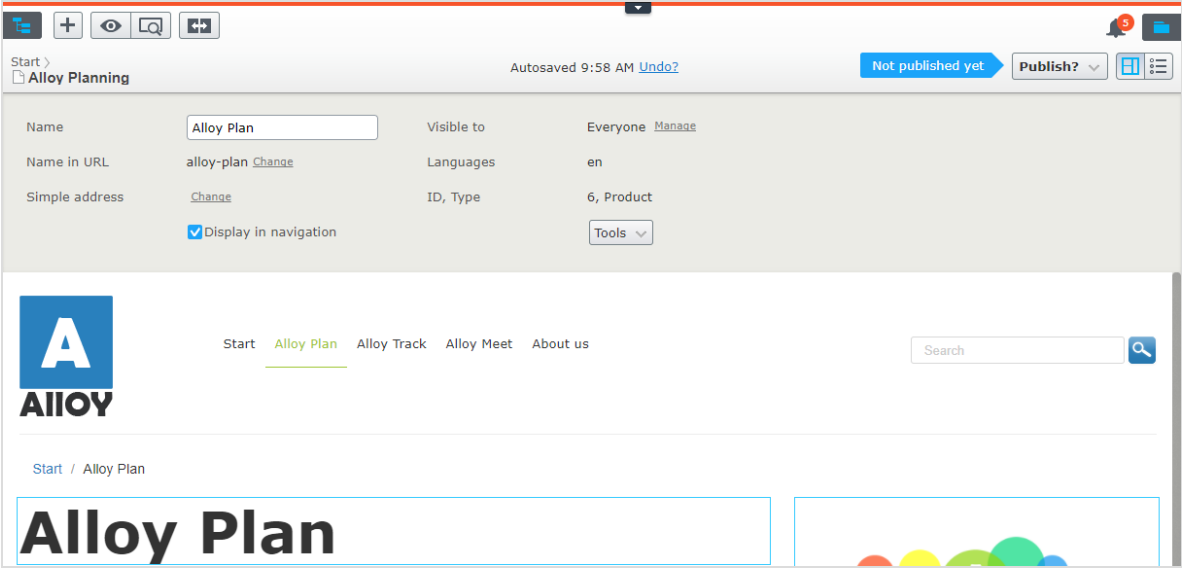 5
Start
Alloy Planning
Autosaved 9:58 AM Undo?
Not published yet
Publish?
Name
Alloy Plan
Visible to
Everyone Manage
Name in URL
alloy-plan Change
Languages
en
Simple address
Change
ID, Type
6, Product
Display in navigation
Tools
A
AllOY
Start Alloy Plan Alloy Track Alloy Meet About us
Search
Start / Alloy Plan
Alloy Plan